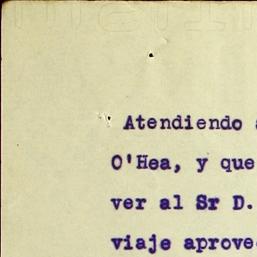 Atendiendo
O'Hea, y que
ver al Sr D.
viaje aprove